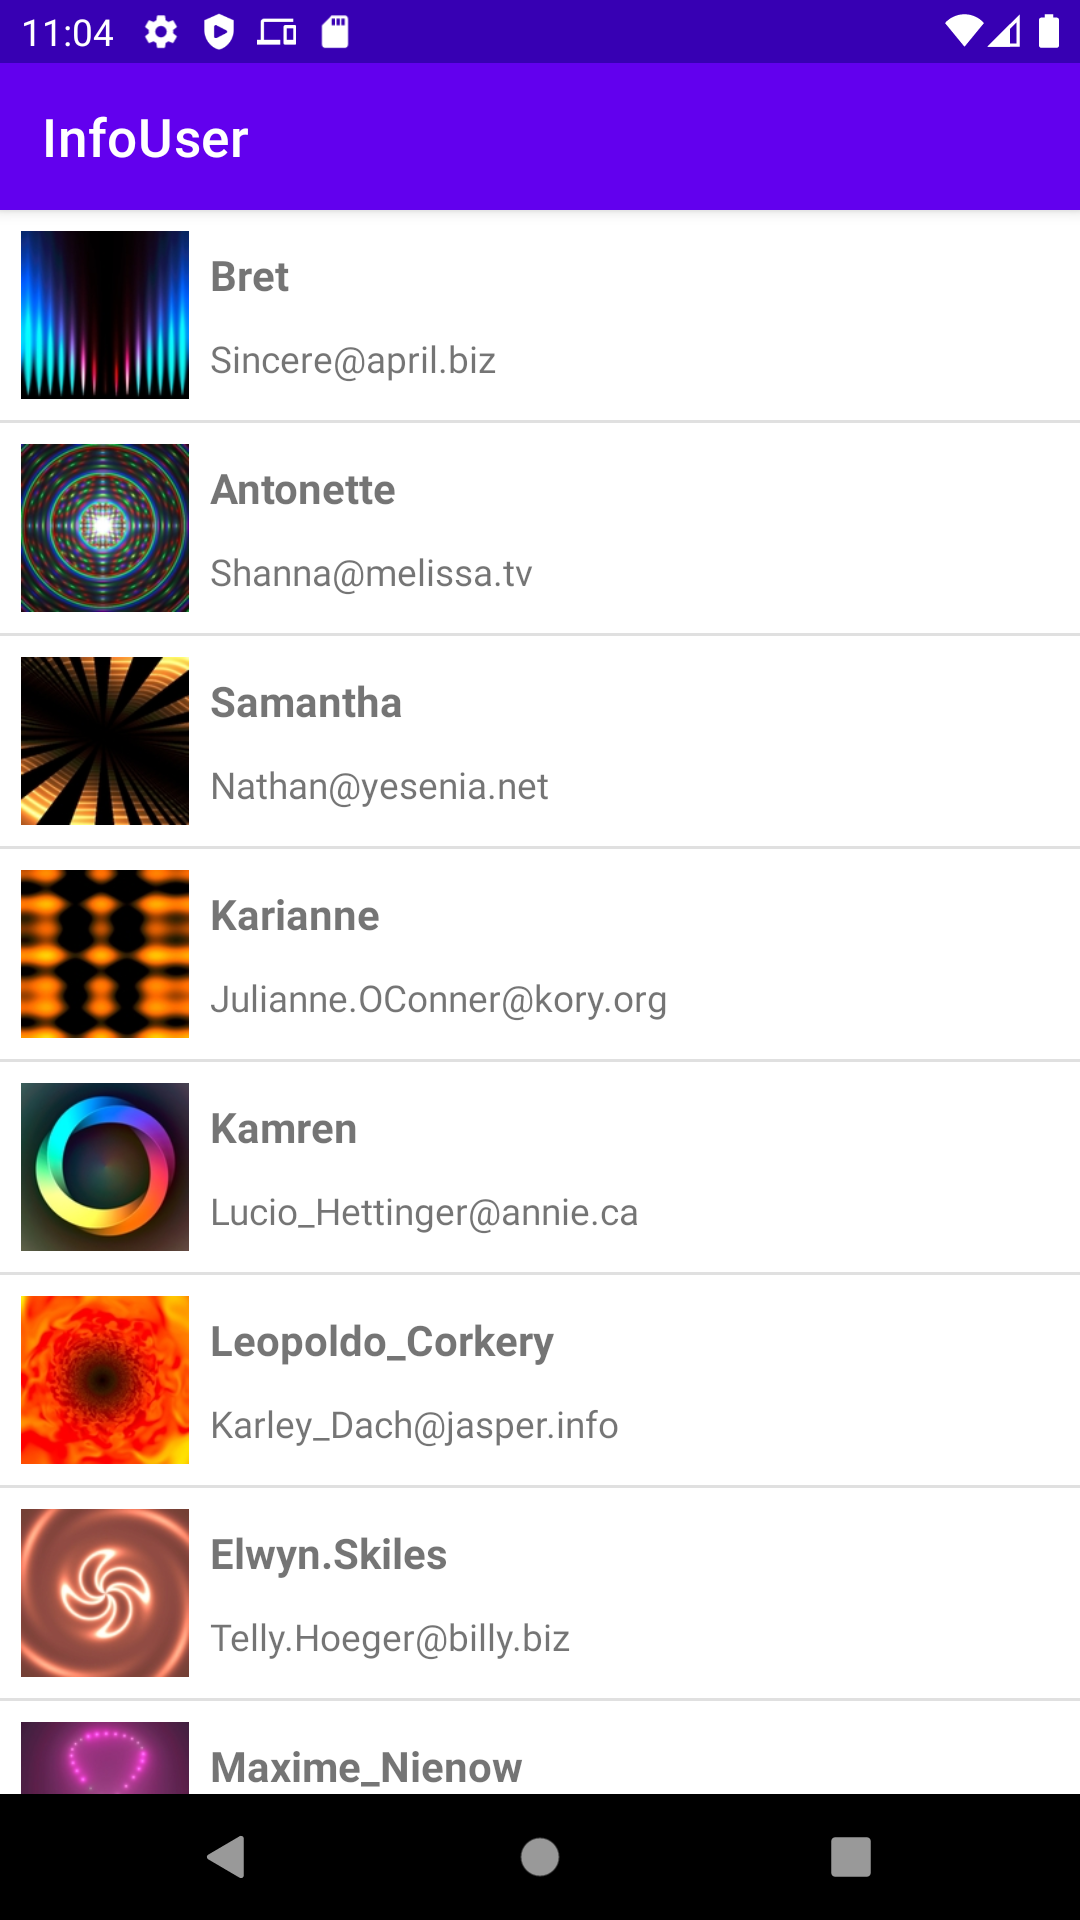 11:04
InfoUser
Bret
Sincere@april.biz
Antonette
Shanna@melissa.tv
Samantha
Nathan@yesenia.net
Karianne
Julianne.OConner@kory.org
Kamren
Lucio_Hettinger@annie.ca
Leopoldo_Corkery
Karley_Dach@jasper.info
Elwyn.Skiles
Telly.Hoeger@billy.biz
Maxime_Nienow